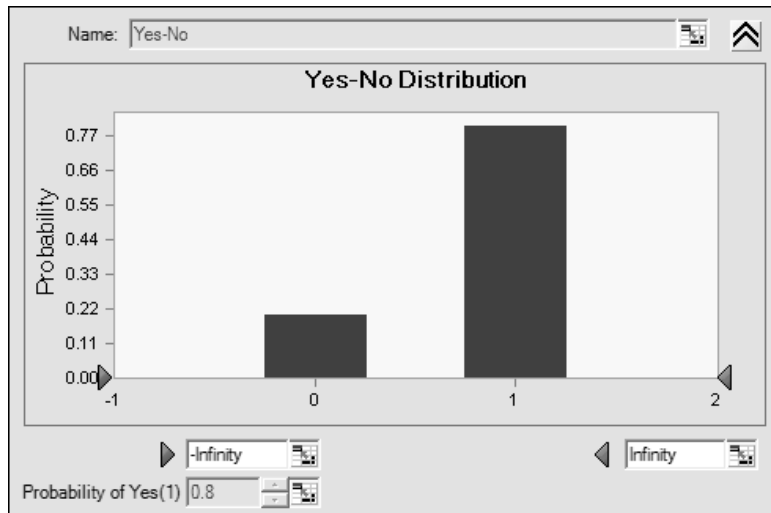 Name: Yes-No
Yes-No Distribution
Probability
0.77
0.66
0.55
0.44
0.33
0.22
0.11
0.00
-1 0 1 2
-Infinity Infinity
Probability of Yes(1) 0.8